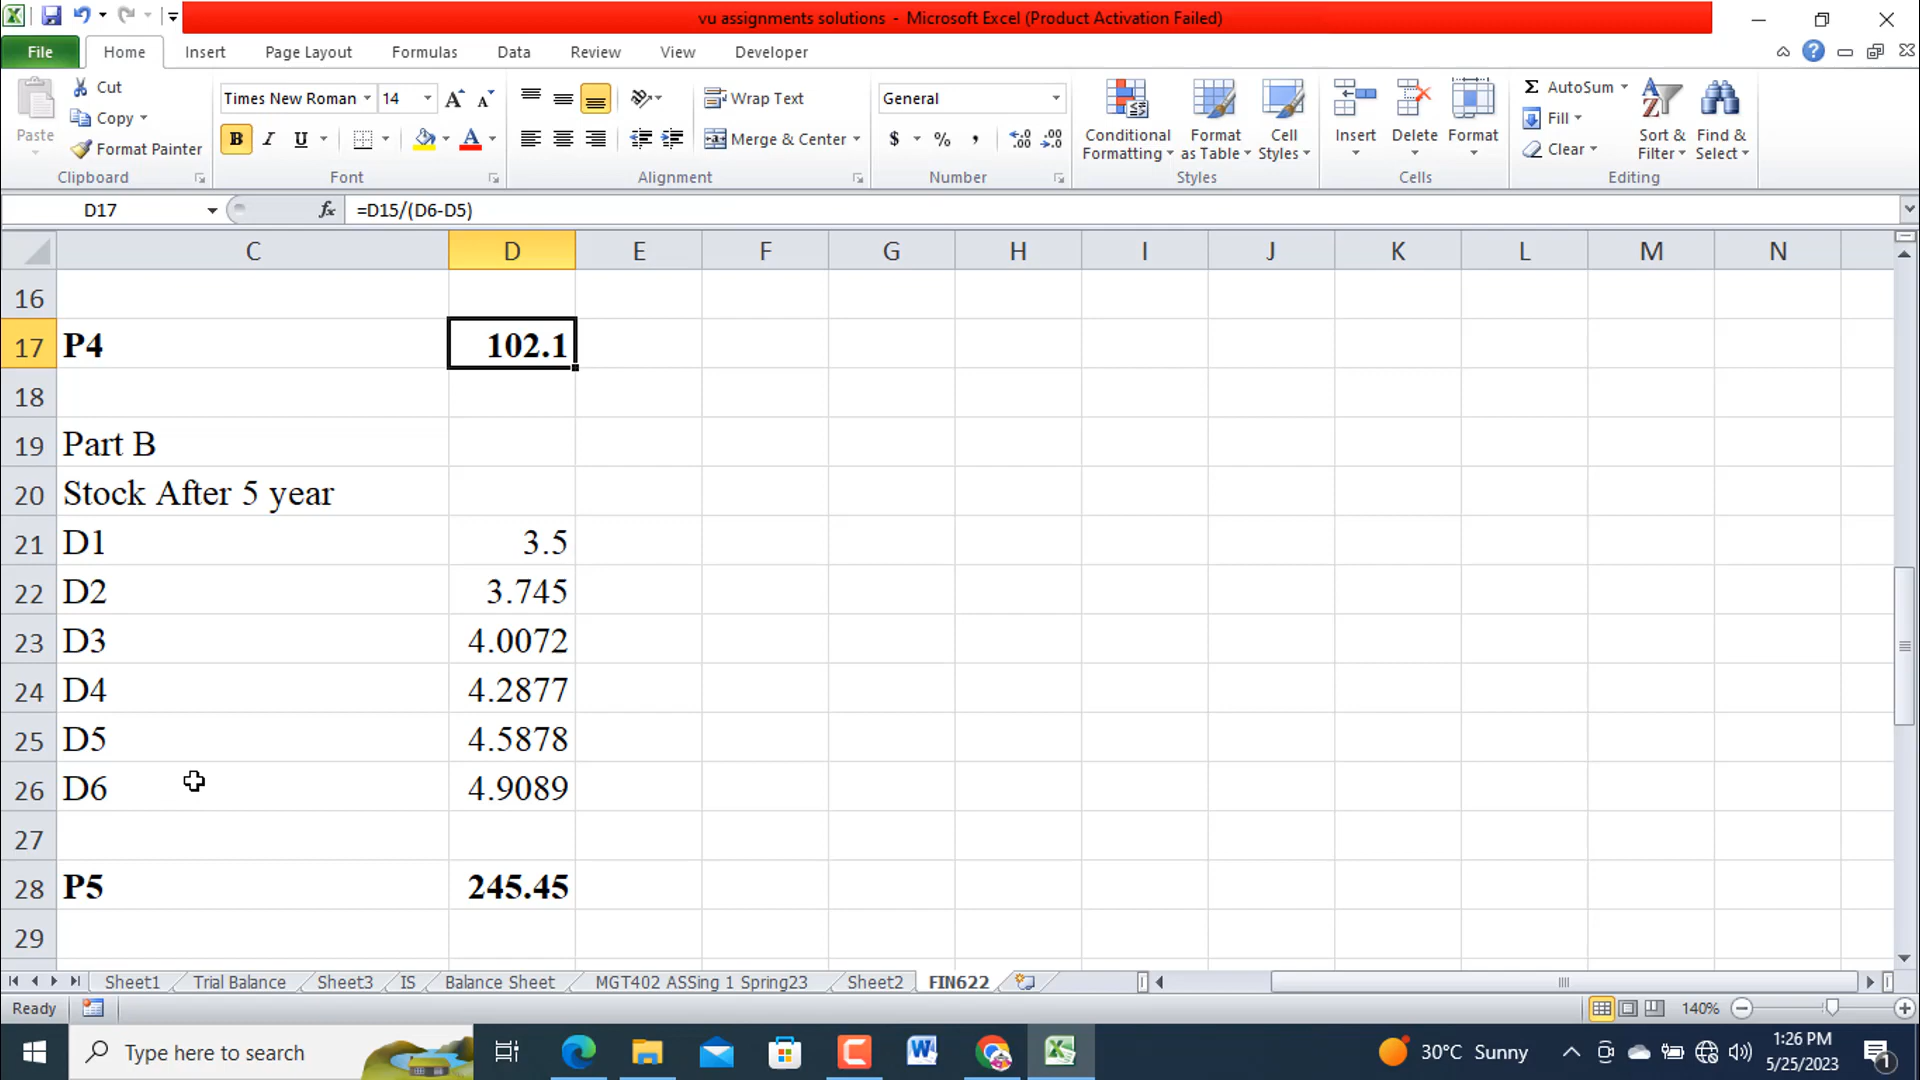 vu assignments solutions - Microsoft Excel (Product Activation Failed)
File Home Insert Page Layout Formulas Data Review View Developer
Paste
Cut
Copy
Format Painter
Clipboard
Times New Roman 14
B I U A
Font
Wrap Text
Merge & Center
Alignment
General
$ % ,
Number
Conditional Formatting
Format as Table
Cell Styles
Styles
Insert Delete Format
Cells
Σ AutoSum
Fill
Clear
Sort & Filter
Find & Select
Editing
D17 fx =D15/(D6-D5)
C D E F G H I J K L M N
16
17 P4 102.1
18
19 Part B
20 Stock After 5 year
21 D1 3.5
22 D2 3.745
23 D3 4.0072
24 D4 4.2877
25 D5 4.5878
26 D6 4.9089
27
28 P5 245.45
29
Sheet1 Trial Balance Sheet3 IS Balance Sheet MGT402 ASSing 1 Spring23 Sheet2 FIN622
Ready 140%
Type here to search 30°C Sunny 1:26 PM
5/25/2023
1